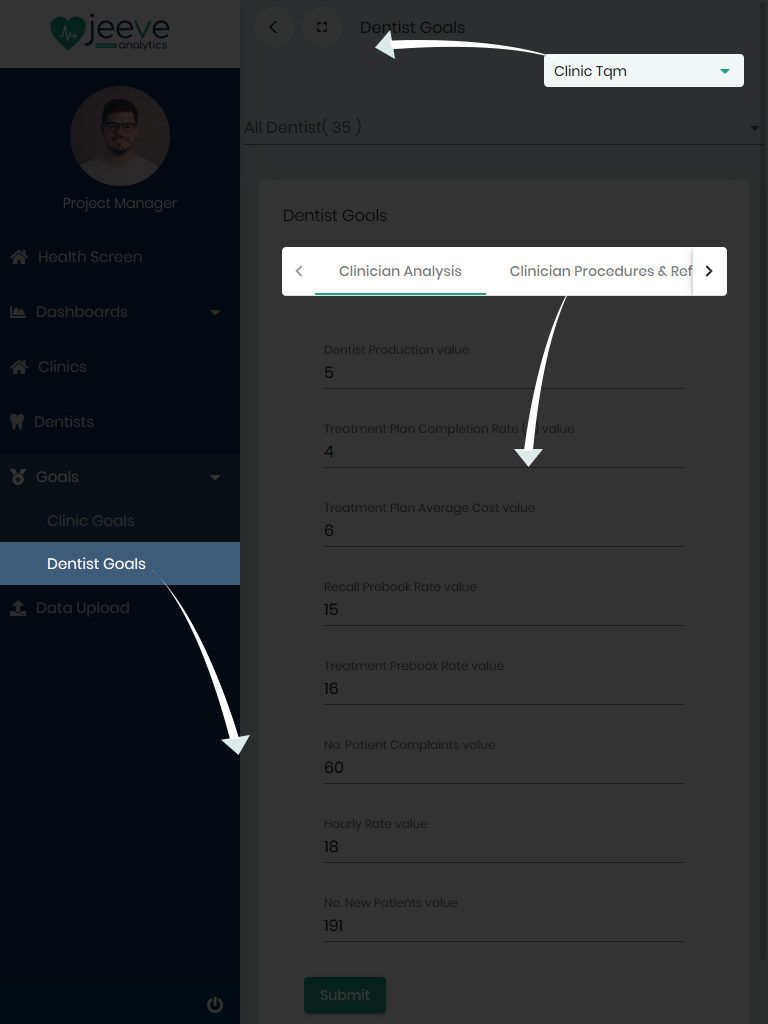 jeeve
analytics
Project Manager
Health Screen
Dashboards
Clinics
Dentists
Goals
Clinic Goals
Dentist Goals
Data Upload
Dentist Goals
Clinic Tqm
All Dentist( 35 )
Dentist Goals
Clinician Analysis
Clinician Procedures & Ref
Dentist Production value
5
Treatment Plan Completion Rate value
4
Treatment Plan Average Cost value
6
Recall Prebook Rate value
15
Treatment Prebook Rate value
16
No. Patient Complaints value
60
Hourly Rate value
18
No. New Patients value
191
Submit